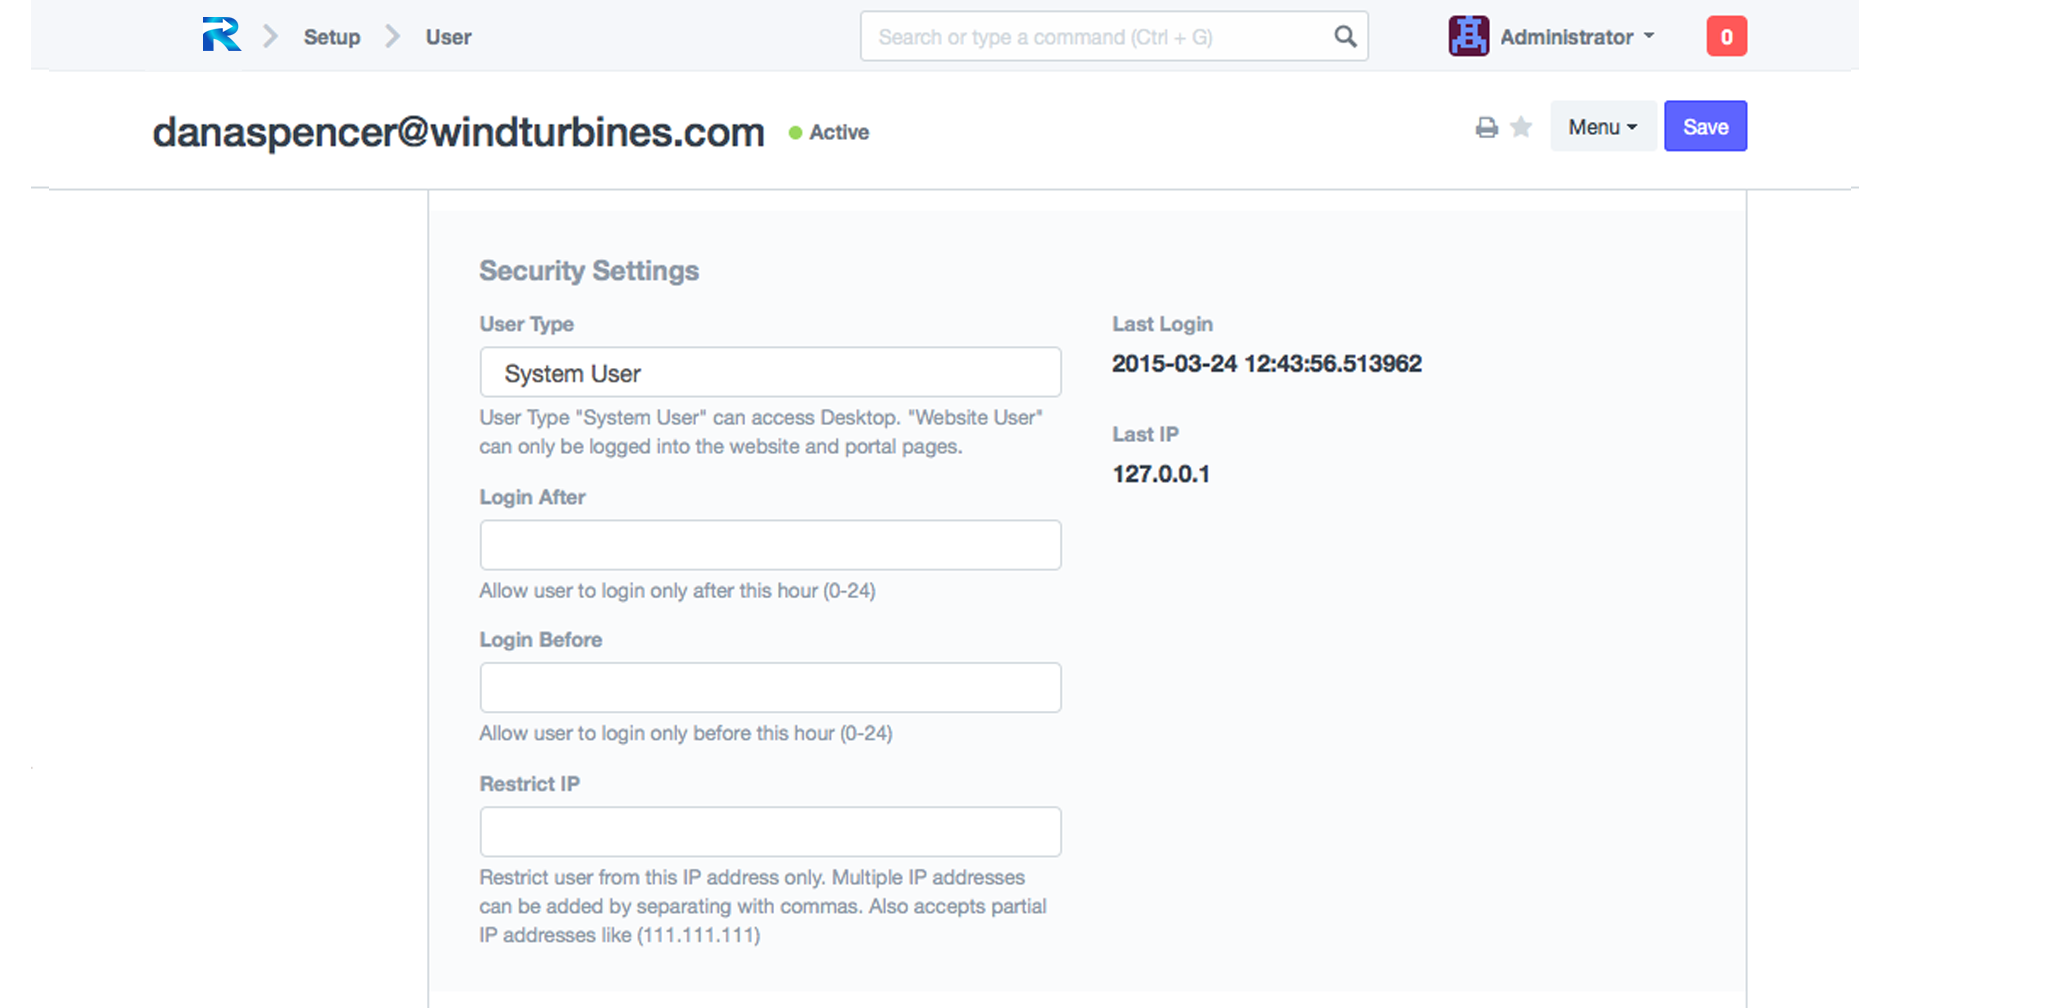 Setup User
Search or type a command (Ctrl + G)
Administrator
0
danaspencer@windturbines.com
Active
Menu
Save
Security Settings
User Type
System User
User Type "System User" can access Desktop. "Website User"
can only be logged into the website and portal pages.
Login After
Allow user to login only after this hour (0-24)
Login Before
Allow user to login only before this hour (0-24)
Restrict IP
Restrict user from this IP address only. Multiple IP addresses
can be added by separating with commas. Also accepts partial
IP addresses like (111.111.111)
Last Login
2015-03-24 12:43:56.513962
Last IP
127.0.0.1